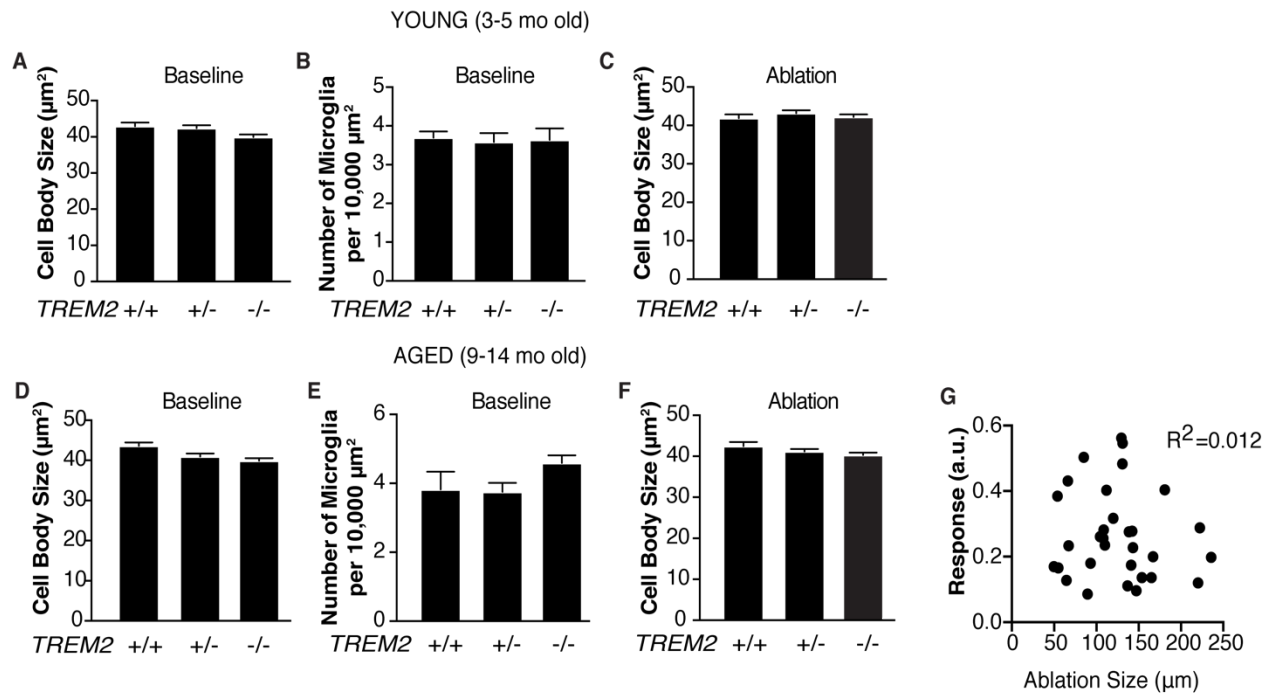 YOUNG (3-5 mo old)
A
Baseline
Cell Body Size (µm²)
50
40
30
20
10
0
TREM2 +/+ +/- -/-
B
Baseline
Number of Microglia
per 10,000 µm²
5
4
3
2
1
0
TREM2 +/+ +/- -/-
C
Ablation
Cell Body Size (µm²)
50
40
30
20
10
0
TREM2 +/+ +/- -/-
AGED (9-14 mo old)
D
Baseline
Cell Body Size (µm²)
50
40
30
20
10
0
TREM2 +/+ +/- -/-
E
Baseline
Number of Microglia
per 10,000 µm²
6
4
2
0
TREM2 +/+ +/- -/-
F
Ablation
Cell Body Size (µm²)
50
40
30
20
10
0
TREM2 +/+ +/- -/-
G
R²=0.012
Response (a.u.)
0.6
0.4
0.2
0.0
0 50 100 150 200 250
Ablation Size (µm)